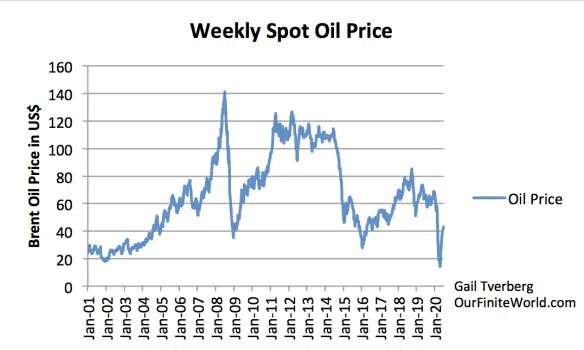 Weekly Spot Oil Price
Brent Oil Price in US$
160
140
120
100
80
60
40
20
0
Jan-01
Jan-02
Jan-03
Jan-04
Jan-05
Jan-06
Jan-07
Jan-08
Jan-09
Jan-10
Jan-11
Jan-12
Jan-13
Jan-14
Jan-15
Jan-16
Jan-17
Jan-18
Jan-19
Jan-20
Oil Price
Gail Tverberg
OurFiniteWorld.com